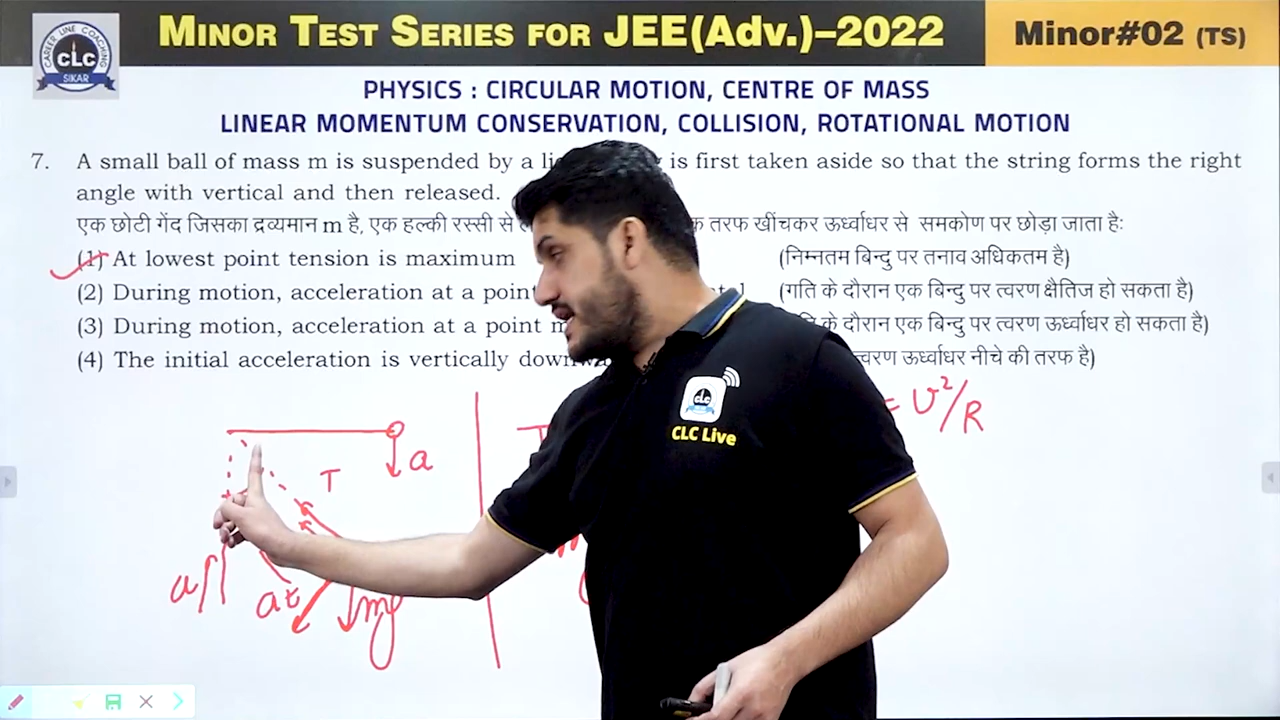 MINOR TEST SERIES FOR JEE(Adv.)–2022
Minor#02 (TS)
CAREER LINE COACHING
CLC
SIKAR
PHYSICS : CIRCULAR MOTION, CENTRE OF MASS
LINEAR MOMENTUM CONSERVATION, COLLISION, ROTATIONAL MOTION
7. A small ball of mass m is suspended by a is first taken aside so that the string forms the right
angle with vertical and then released.
एक छोटी गेंद जिसका द्रव्यमान m है, एक हल्की रस्सी से तरफ खींचकर ऊर्ध्वाधर से समकोण पर छोड़ा जाता है:
(1) At lowest point tension is maximum (निम्नतम बिन्दु पर तनाव अधिकतम है)
(2) During motion, acceleration at a point (गति के दौरान एक बिन्दु पर त्वरण क्षैतिज हो सकता है)
(3) During motion, acceleration at a point के दौरान एक बिन्दु पर त्वरण ऊर्ध्वाधर हो सकता है)
(4) The initial acceleration is vertically त्वरण ऊर्ध्वाधर नीचे की तरफ है)
= v²/R
a
T
T
a
at
mg
CLC
CLC Live